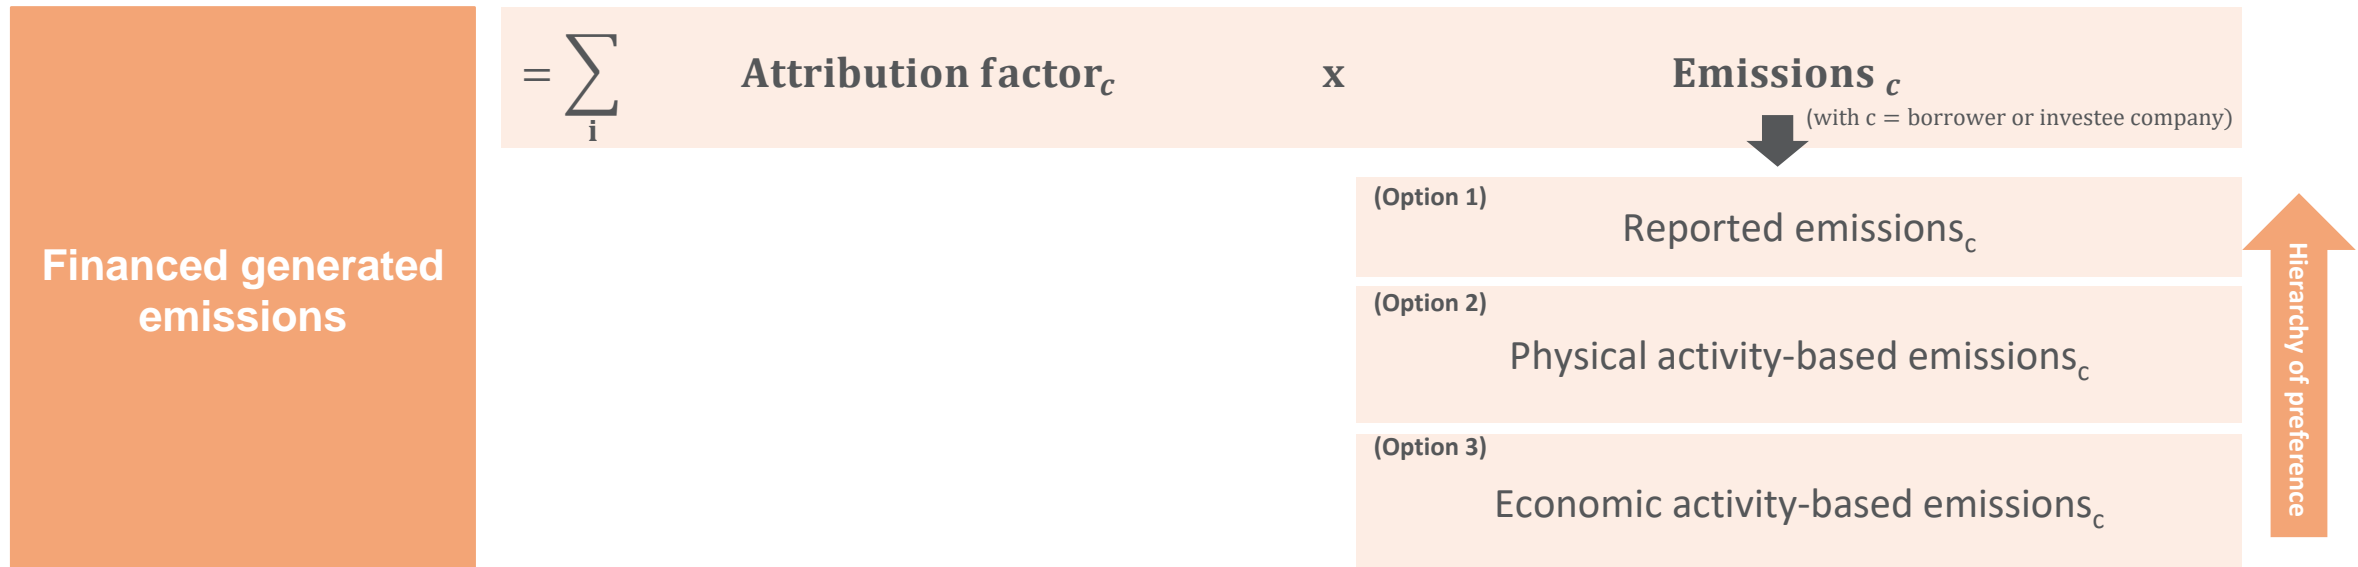 Financed generated
emissions
= ∑ Attribution factor_c x Emissions _c
i
(with c = borrower or investee company)
(Option 1)
Reported emissions_c
(Option 2)
Physical activity-based emissions_c
(Option 3)
Economic activity-based emissions_c
Hierarchy of preference